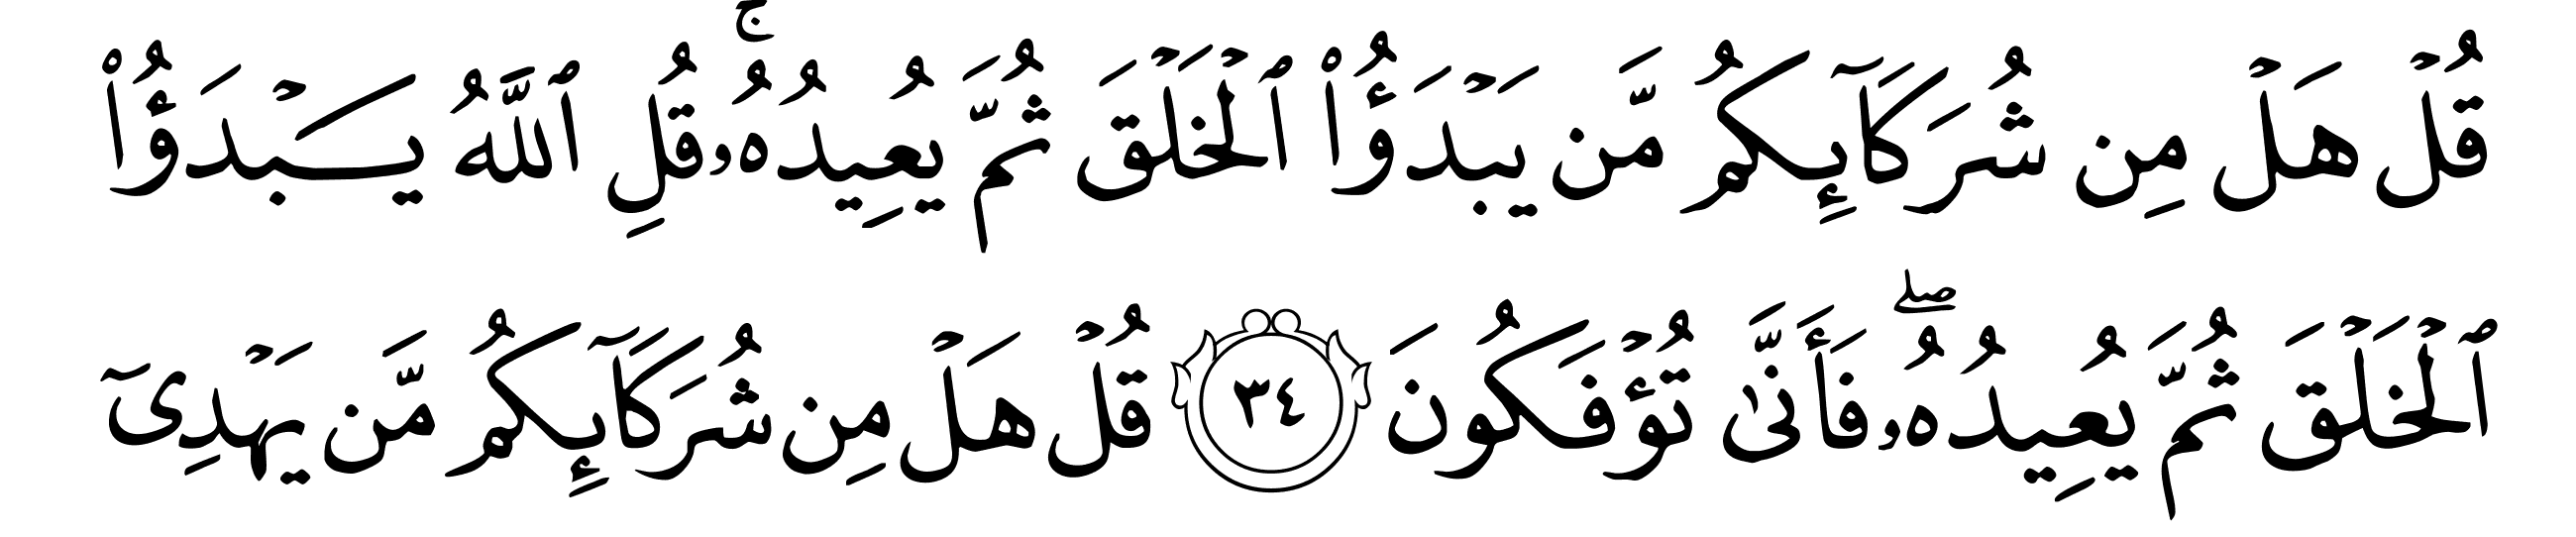 قُلۡ هَلۡ مِن شُرَكَآئِكُم مَّن يَبۡدَؤُاْ ٱلۡخَلۡقَ ثُمَّ يُعِيدُهُۥۚ قُلِ ٱللَّهُ يَبۡدَؤُاْ
ٱلۡخَلۡقَ ثُمَّ يُعِيدُهُۥۖ فَأَنَّىٰ تُؤۡفَكُونَ ٣٤ قُلۡ هَلۡ مِن شُرَكَآئِكُم مَّن يَهۡدِيٓ